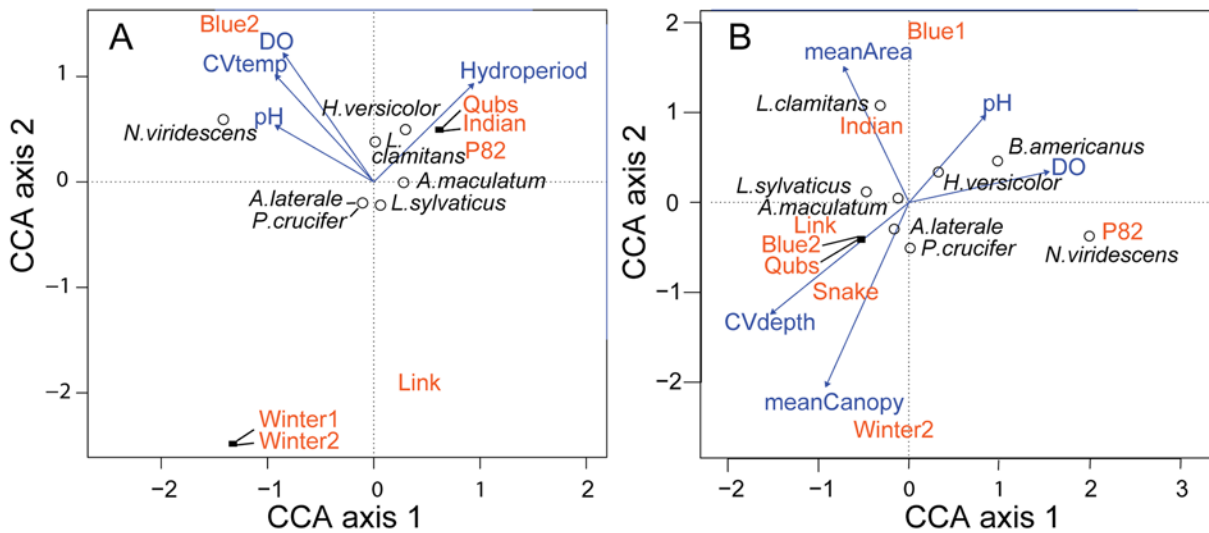 A
Blue2
DO
CVtemp
Hydroperiod
pH
H.versicolor
Qubs
Indian
N.viridescens
L.
clamitans
P82
A.maculatum
A.laterale
L.sylvaticus
P.crucifer
Link
Winter1
Winter2
1
0
−1
−2
−2
−1
0
1
2
CCA axis 2
CCA axis 1
B
Blue1
meanArea
L.clamitans
pH
Indian
B.americanus
DO
H.versicolor
L.sylvaticus
A.maculatum
Link
A.laterale
Blue2
P.crucifer
P82
Qubs
N.viridescens
Snake
CVdepth
meanCanopy
Winter2
2
1
0
−1
−2
−2
−1
0
1
2
3
CCA axis 2
CCA axis 1